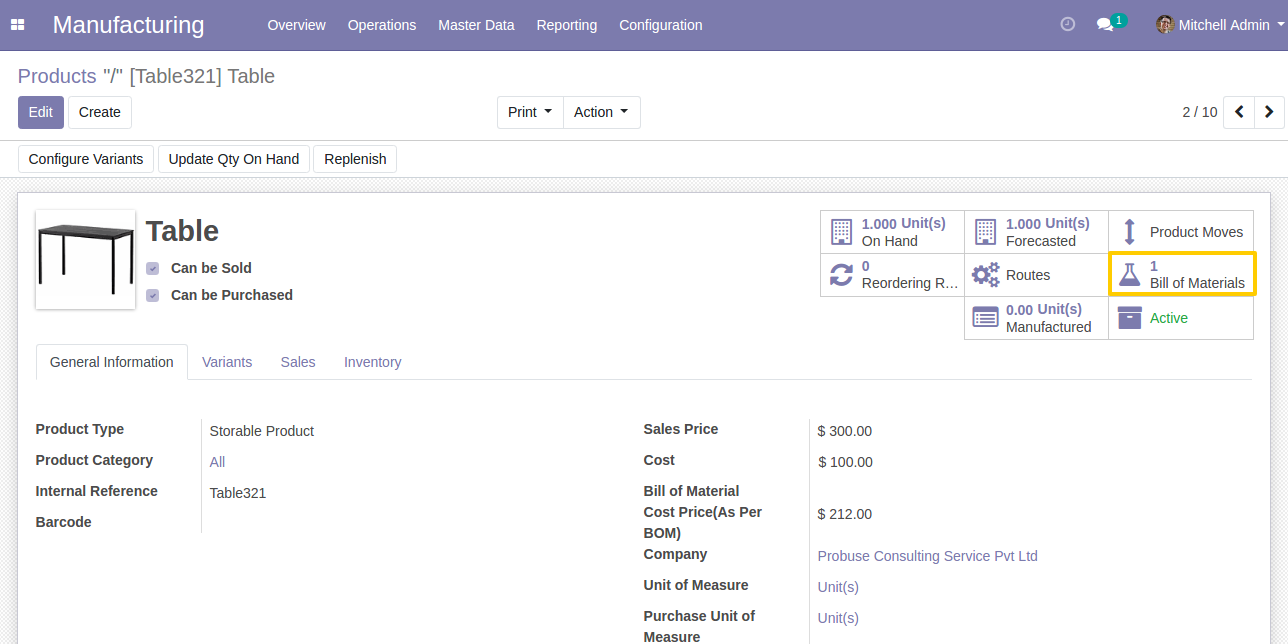 Manufacturing Overview Operations Master Data Reporting Configuration 1 Mitchell Admin
Products "/" [Table321] Table
Edit Create Print Action 2 / 10
Configure Variants Update Qty On Hand Replenish
Table
Can be Sold
Can be Purchased
1.000 Unit(s)
On Hand
1.000 Unit(s)
Forecasted
Product Moves
0
Reordering R...
Routes
1
Bill of Materials
0.00 Unit(s)
Manufactured
Active
General Information Variants Sales Inventory
Product Type Storable Product
Product Category All
Internal Reference Table321
Barcode
Sales Price $ 300.00
Cost $ 100.00
Bill of Material
Cost Price(As Per
BOM) $ 212.00
Company Probuse Consulting Service Pvt Ltd
Unit of Measure Unit(s)
Purchase Unit of
Measure Unit(s)